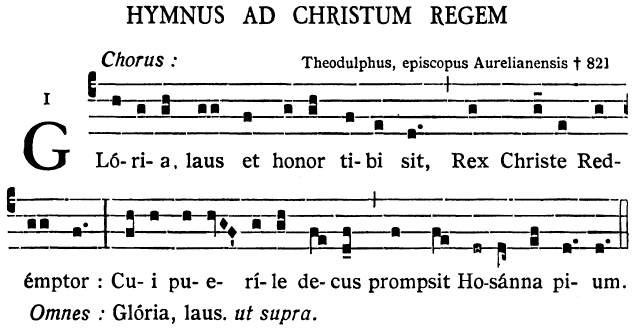 HYMNUS AD CHRISTUM REGEM
Chorus :
Theodulphus, episcopus Aurelianensis † 821
I
GLó- ri- a, laus et honor ti- bi sit, Rex Christe Red-
émptor : Cu- i pu- e- rí- le de- cus prompsit Ho-sánna pi- um.
Omnes : Glória, laus. ut supra.